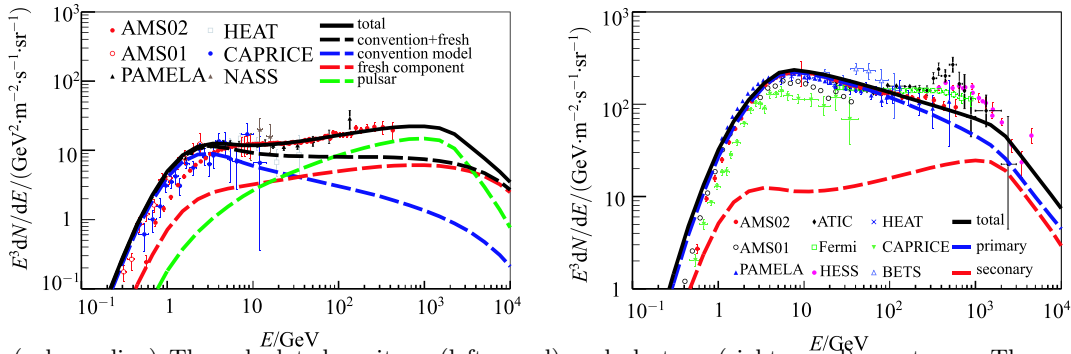 10³
10²
10
1
10⁻¹
E³dN/dE/(GeV²·m⁻²·s⁻¹·sr⁻¹)
AMS02
AMS01
PAMELA
HEAT
CAPRICE
NASS
total
convention+fresh
convention model
fresh component
pulsar
10⁻¹ 1 10 10² 10³ 10⁴
E/GeV
10³
10²
10
1
E³dN/dE/(GeV·m⁻²·s⁻¹·sr⁻¹)
AMS02 ATIC HEAT total
AMS01 Fermi CAPRICE primary
PAMELA HESS BETS seconary
10⁻¹ 1 10 10² 10³ 10⁴
E/GeV